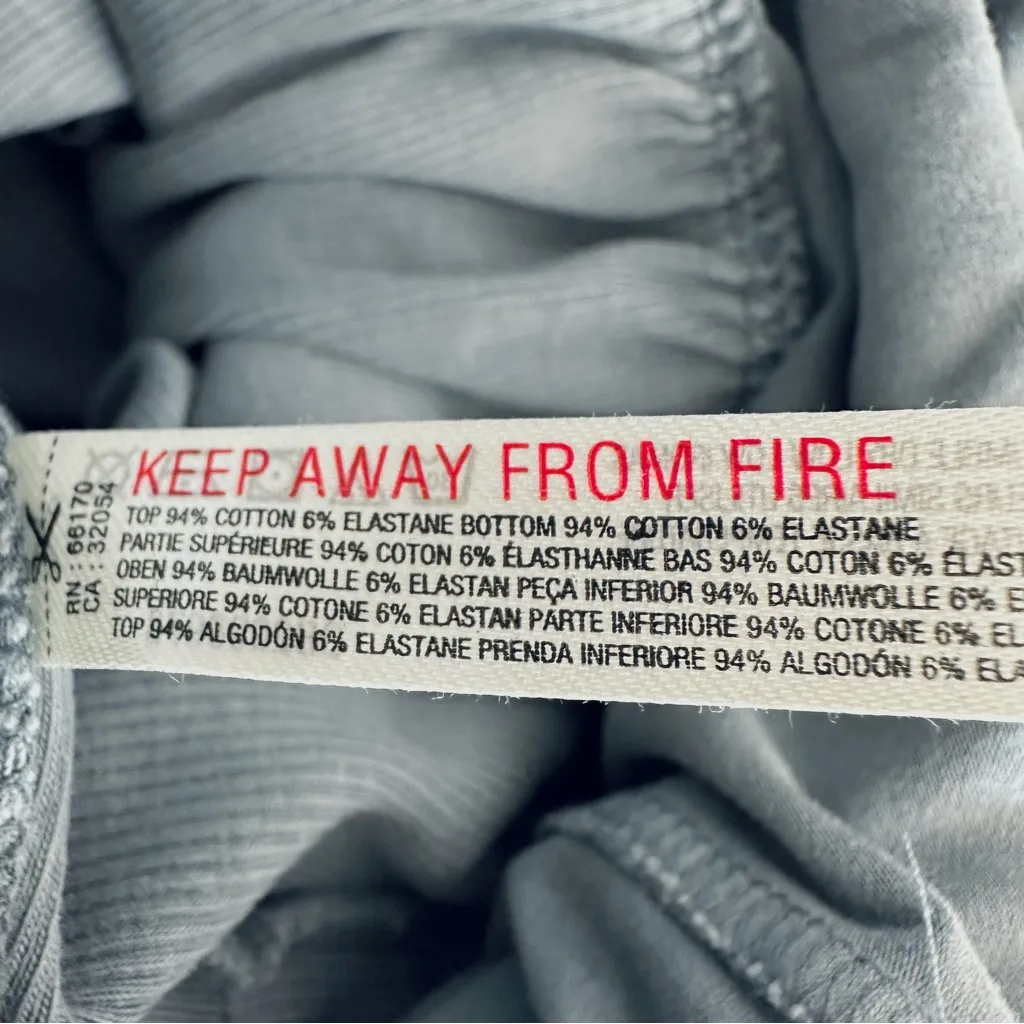 KEEP AWAY FROM FIRE
TOP 94% COTTON 6% ELASTANE BOTTOM 94% COTTON 6% ELASTANE
PARTIE SUPÉRIEURE 94% COTON 6% ÉLASTHANNE BAS 94% COTON 6% ÉLAST
OBEN 94% BAUMWOLLE 6% ELASTAN PEÇA INFERIOR 94% BAUMWOLLE 6% E
SUPERIORE 94% COTONE 6% ELASTAN PARTE INFERIORE 94% COTONE 6% EL
TOP 94% ALGODÓN 6% ELASTANE PRENDA INFERIORE 94% ALGODÓN 6% ELA
RN : 66170
CA : 32054